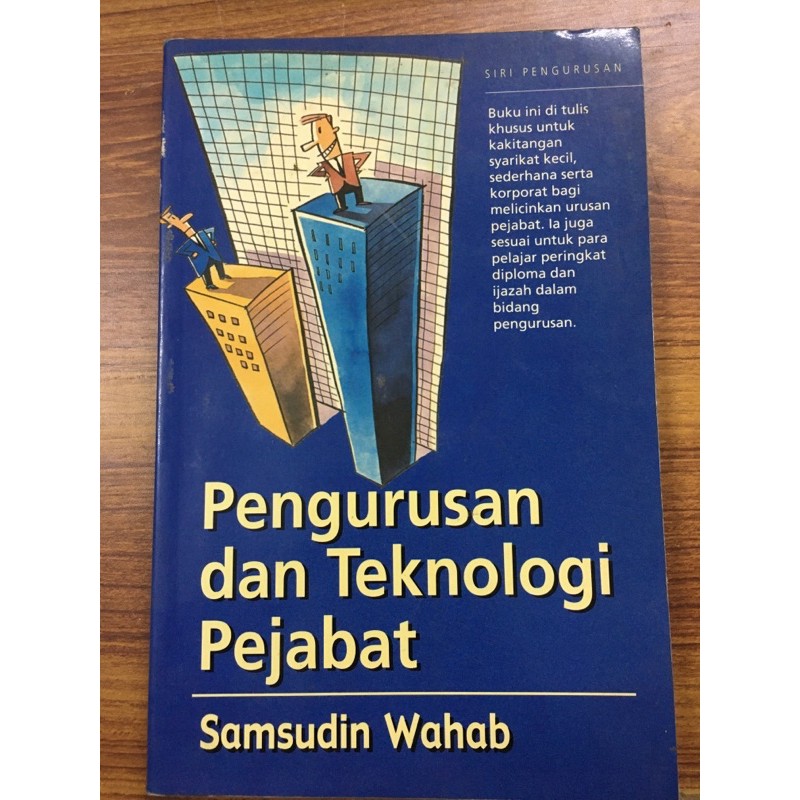 SIRI PENGURUSAN
Buku ini di tulis
khusus untuk
kakitangan
syarikat kecil,
sederhana serta
korporat bagi
melicinkan urusan
pejabat. Ia juga
sesuai untuk para
pelajar peringkat
diploma dan
ijazah dalam
bidang
pengurusan.
Pengurusan
dan Teknologi
Pejabat
Samsudin Wahab